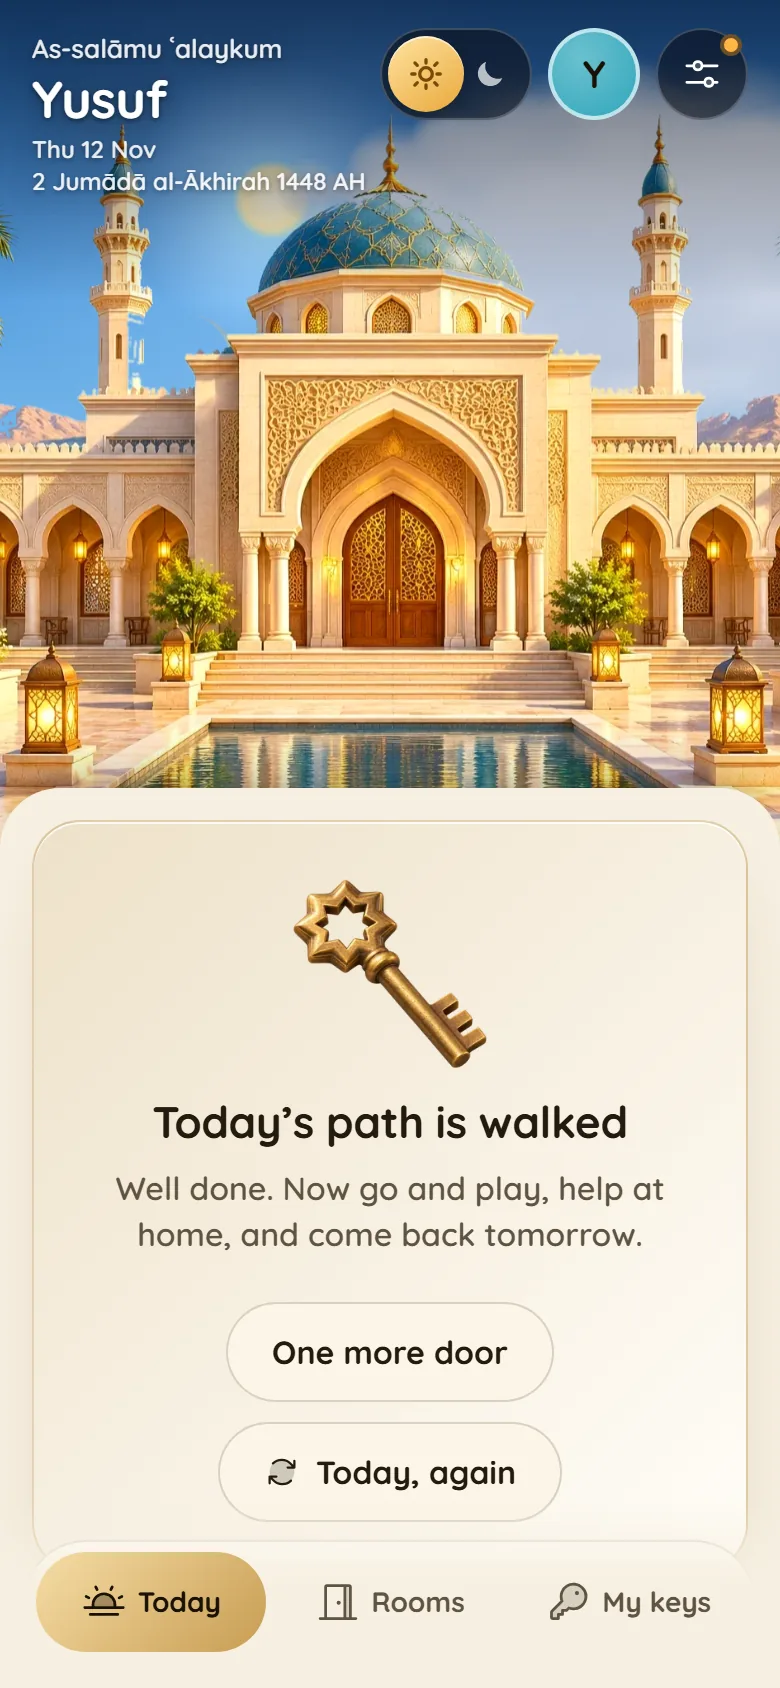 As-salāmu ʿalaykum
Yusuf
Thu 12 Nov
2 Jumādā al-Ākhirah 1448 AH
Y
Today’s path is walked
Well done. Now go and play, help at
home, and come back tomorrow.
One more door
Today, again
Today
Rooms
My keys